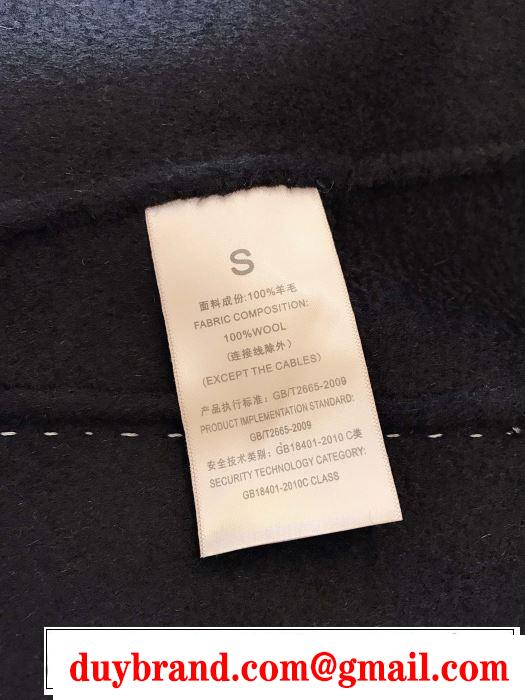 S
面料成份:100%羊毛
FABRIC COMPOSITION:
100%WOOL
(连接线除外)
(EXCEPT THE CABLES)
产品执行标准: GB/T2665-2009
PRODUCT IMPLEMENTATION STANDARD:
GB/T2665-2009
安全技术类别: GB18401-2010 C类
SECURITY TECHNOLOGY CATEGORY:
GB18401-2010C CLASS
duybrand.com@gmail.com